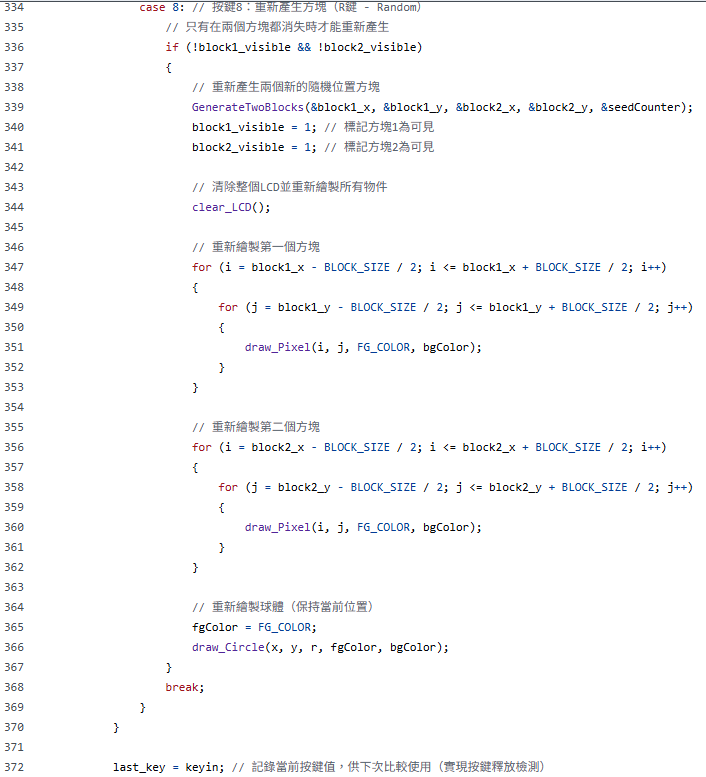 334 case 8: // 按鍵8：重新產生方塊（R鍵 - Random）
335 // 只有在兩個方塊都消失時才能重新產生
336 if (!block1_visible && !block2_visible)
337 {
338 // 重新產生兩個新的隨機位置方塊
339 GenerateTwoBlocks(&block1_x, &block1_y, &block2_x, &block2_y, &seedCounter);
340 block1_visible = 1; // 標記方塊1為可見
341 block2_visible = 1; // 標記方塊2為可見
342
343 // 清除整個LCD並重新繪製所有物件
344 clear_LCD();
345
346 // 重新繪製第一個方塊
347 for (i = block1_x - BLOCK_SIZE / 2; i <= block1_x + BLOCK_SIZE / 2; i++)
348 {
349 for (j = block1_y - BLOCK_SIZE / 2; j <= block1_y + BLOCK_SIZE / 2; j++)
350 {
351 draw_Pixel(i, j, FG_COLOR, bgColor);
352 }
353 }
354
355 // 重新繪製第二個方塊
356 for (i = block2_x - BLOCK_SIZE / 2; i <= block2_x + BLOCK_SIZE / 2; i++)
357 {
358 for (j = block2_y - BLOCK_SIZE / 2; j <= block2_y + BLOCK_SIZE / 2; j++)
359 {
360 draw_Pixel(i, j, FG_COLOR, bgColor);
361 }
362 }
363
364 // 重新繪製球體（保持當前位置）
365 fgColor = FG_COLOR;
366 draw_Circle(x, y, r, fgColor, bgColor);
367 }
368 break;
369 }
370 }
371
372 last_key = keyin; // 記錄當前按鍵值，供下次比較使用（實現按鍵釋放檢測）